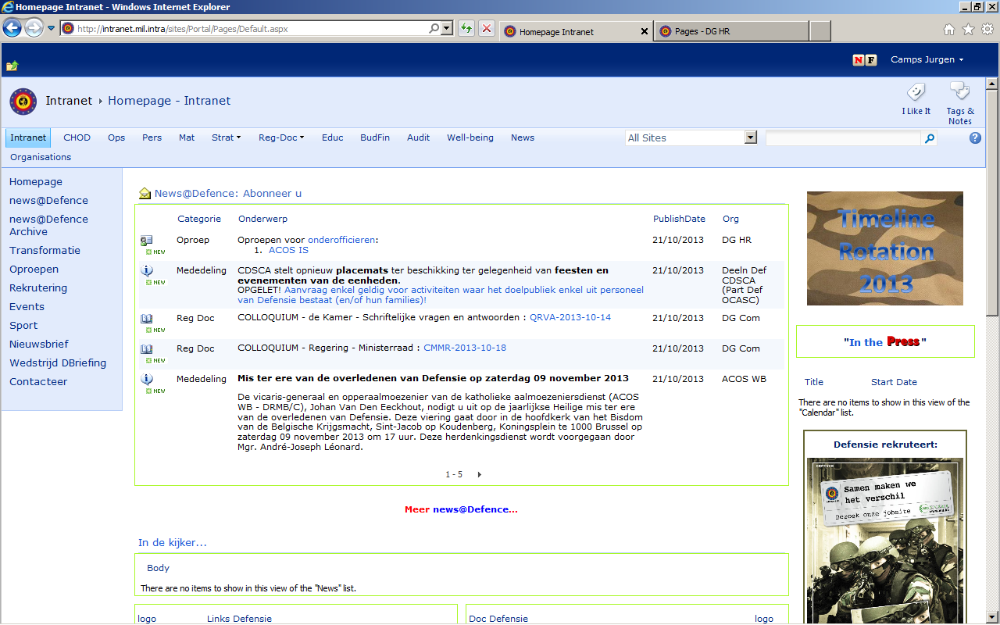 Homepage Intranet - Windows Internet Explorer
http://intranet.mil.intra/sites/Portal/Pages/Default.aspx
Homepage Intranet
Pages - DG HR
N F
Camps Jurgen
Intranet Homepage - Intranet
I Like It
Tags &
Notes
Intranet CHOD Ops Pers Mat Strat Reg-Doc Educ BudFin Audit Well-being News
All Sites
Organisations
Homepage
news@Defence
news@Defence
Archive
Transformatie
Oproepen
Rekrutering
Events
Sport
Nieuwsbrief
Wedstrijd DBriefing
Contacteer
News@Defence: Abonneer u
Categorie Onderwerp PublishDate Org
NEW
Oproep
Oproepen voor onderofficieren:
1. ACOS IS
21/10/2013
DG HR
NEW
Mededeling
CDSCA stelt opnieuw placemats ter beschikking ter gelegenheid van feesten en
evenementen van de eenheden.
OPGELET! Aanvraag enkel geldig voor activiteiten waar het doelpubliek enkel uit personeel
van Defensie bestaat (en/of hun families)!
21/10/2013
Deeln Def
CDSCA
(Part Def
OCASC)
NEW
Reg Doc
COLLOQUIUM - de Kamer - Schriftelijke vragen en antwoorden : QRVA-2013-10-14
21/10/2013
DG Com
NEW
Reg Doc
COLLOQUIUM - Regering - Ministerraad : CMMR-2013-10-18
21/10/2013
DG Com
NEW
Mededeling
Mis ter ere van de overledenen van Defensie op zaterdag 09 november 2013
De vicaris-generaal en opperaalmoezenier van de katholieke aalmoezeniersdienst (ACOS
WB - DRMB/C), Johan Van Den Eeckhout, nodigt u uit op de jaarlijkse Heilige mis ter ere
van de overledenen van Defensie. Deze viering gaat door in de hoofdkerk van het Bisdom
van de Belgische Krijgsmacht, Sint-Jacob op Koudenberg, Koningsplein te 1000 Brussel op
zaterdag 09 november 2013 om 17 uur. Deze herdenkingsdienst wordt voorgegaan door
Mgr. André-Joseph Léonard.
21/10/2013
ACOS WB
1 - 5
Meer news@Defence...
In de kijker...
Body
There are no items to show in this view of the "News" list.
logo Links Defensie
Doc Defensie logo
Timeline
Rotation
2013
"In the Press"
Title Start Date
There are no items to show in this view of the
"Calendar" list.
Defensie rekruteert:
DEFENSIE
Samen maken we
het verschil
Bezoek onze jobsite